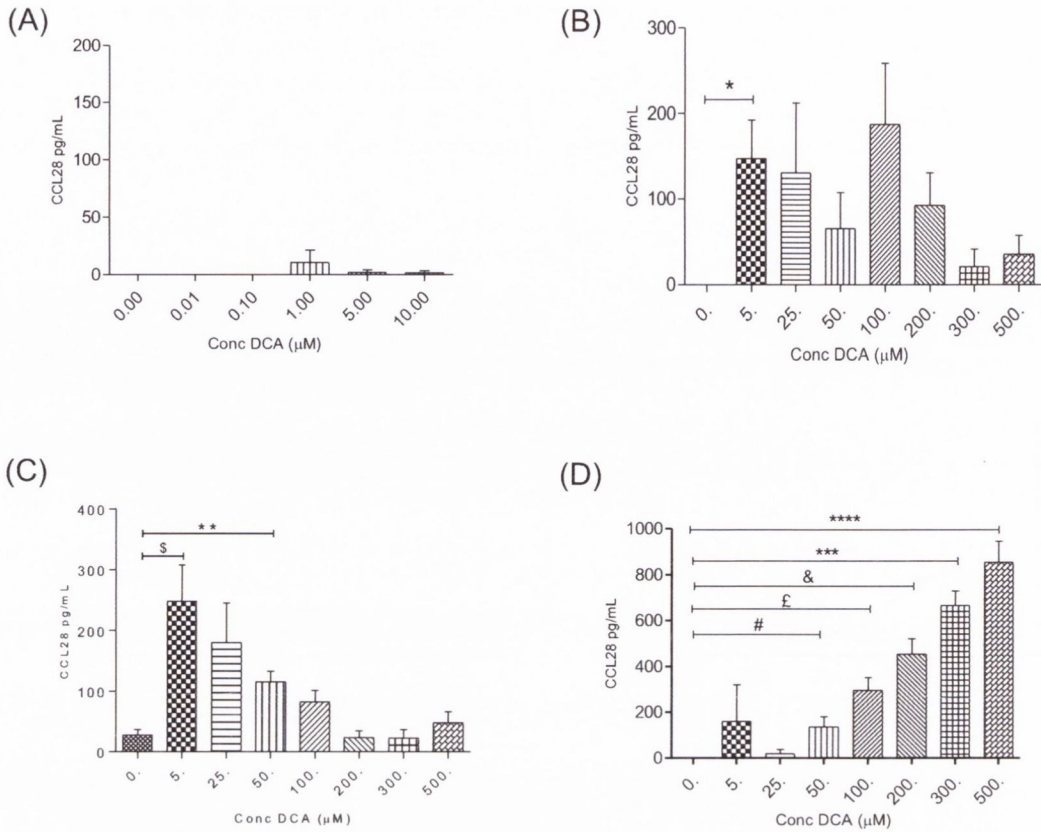 (A)
200
150
100
50
0
CCL28 pg/mL
0.00 0.01 0.10 1.00 5.00 10.00
Conc DCA (μM)
(B)
300
200
100
0
CCL28 pg/mL
*
0. 5. 25. 50. 100. 200. 300. 500.
Conc DCA (μM)
(C)
400
300
200
100
0
CCL28 pg/mL
**
$
0. 5. 25. 50. 100. 200. 300. 500.
Conc DCA (μM)
(D)
1000
800
600
400
200
0
CCL28 pg/mL
****
***
&
£
#
0. 5. 25. 50. 100. 200. 300. 500.
Conc DCA (μM)